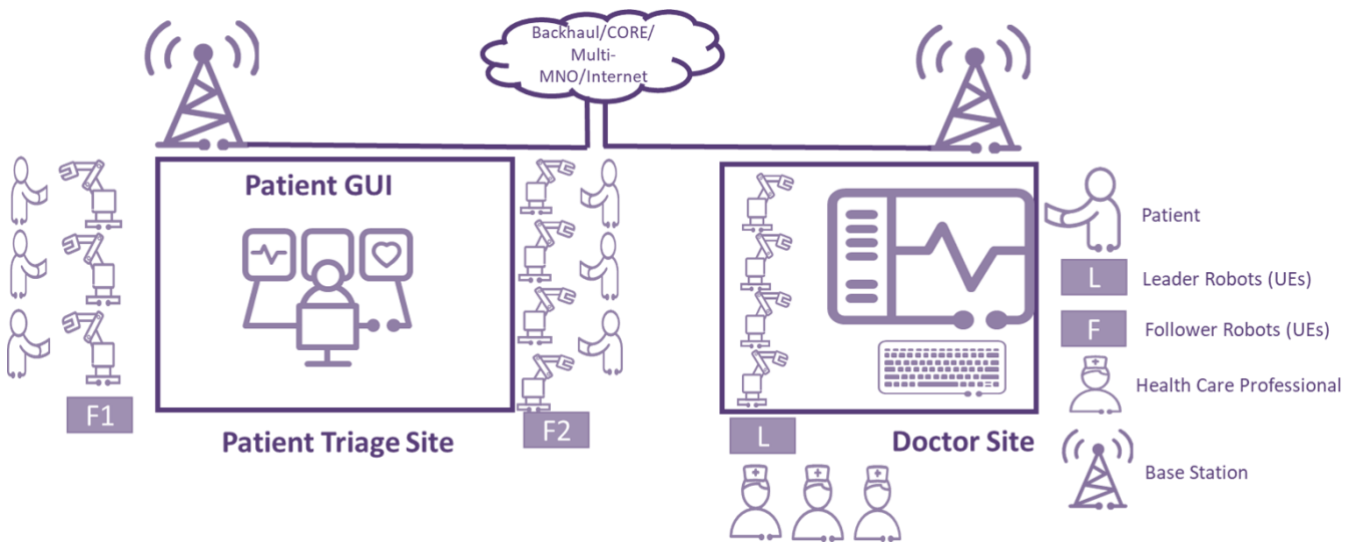 Backhaul/CORE/
Multi-
MNO/Internet
Patient GUI
F1
Patient Triage Site
F2
L
Doctor Site
Patient
L
Leader Robots (UEs)
F
Follower Robots (UEs)
Health Care Professional
Base Station